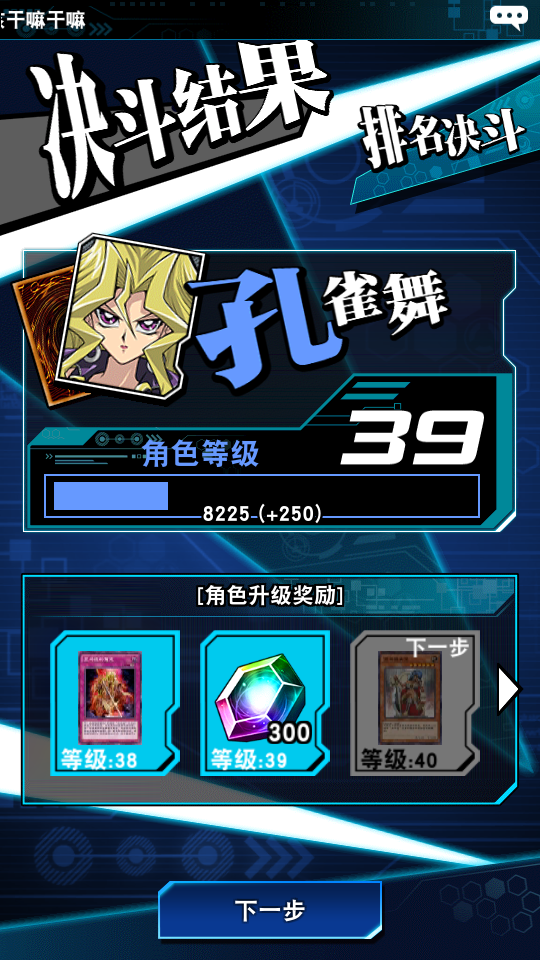 干嘛干嘛
决斗结果
排名决斗
孔雀舞
39
角色等级
8225 (+250)
[角色升级奖励]
下一步
300
等级:38
等级:39
等级:40
下一步